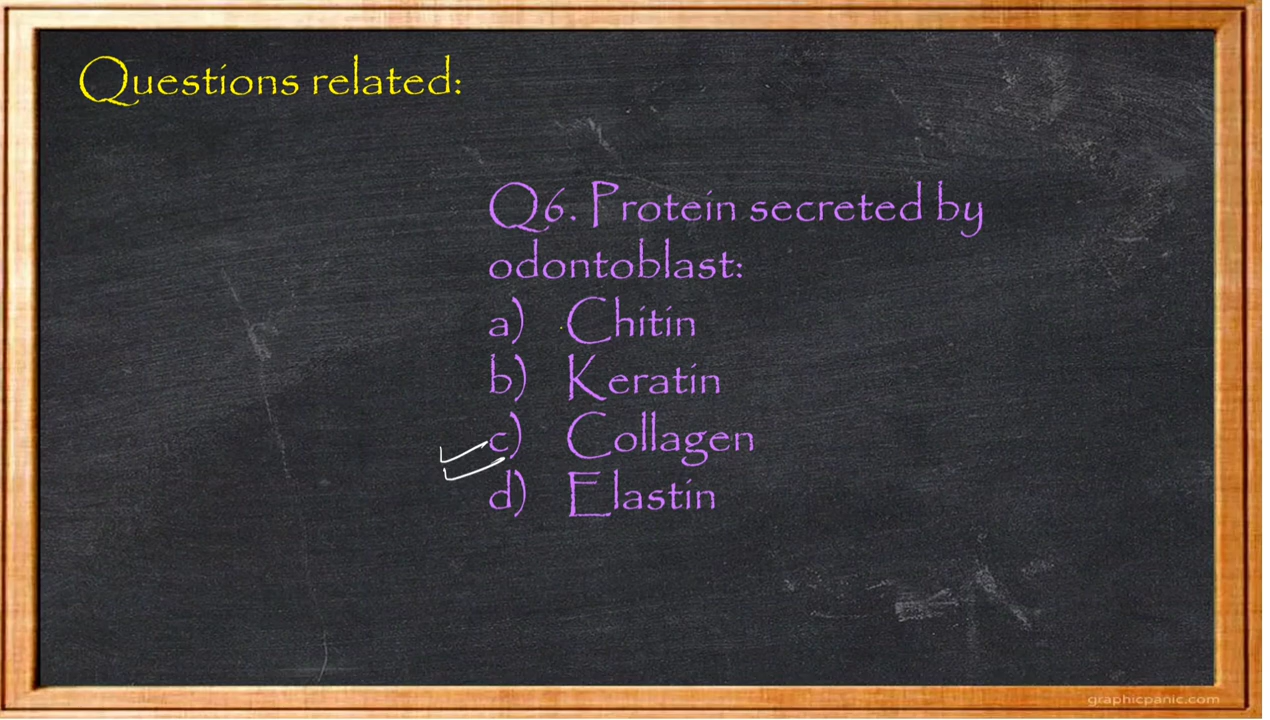 Questions related:
Q6. Protein secreted by
odontoblast:
a) Chitin
b) Keratin
c) Collagen
d) Elastin
graphicpanic.com